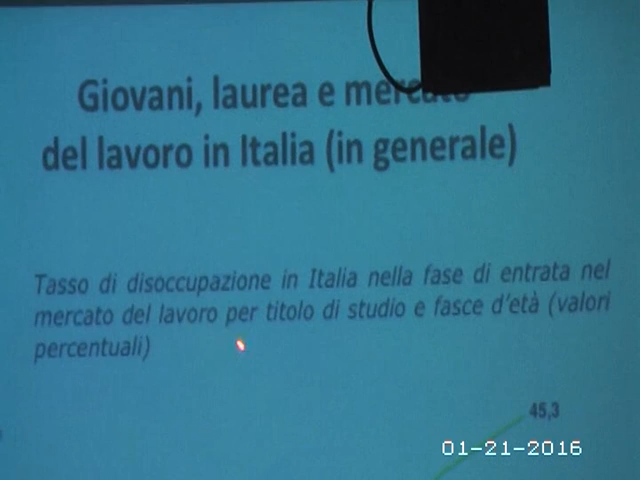 Giovani, laurea e mercato
del lavoro in Italia (in generale)
Tasso di disoccupazione in Italia nella fase di entrata nel
mercato del lavoro per titolo di studio e fasce d'età (valori
percentuali)
45,3
01-21-2016